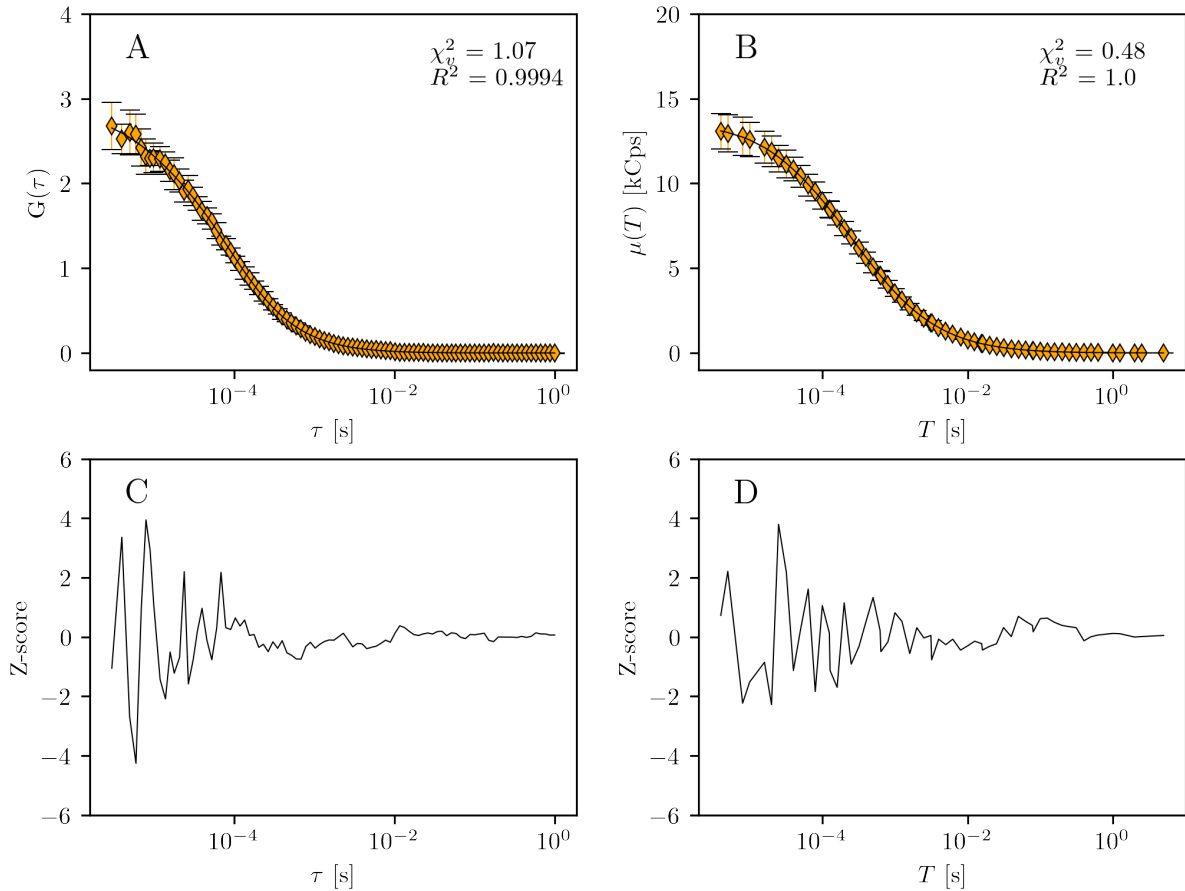 A
χ²ᵥ = 1.07
R² = 0.9994
G(τ)
4
3
2
1
0
10⁻⁴
10⁻²
10⁰
τ [s]
B
χ²ᵥ = 0.48
R² = 1.0
μ(T) [kCps]
20
15
10
5
0
10⁻⁴
10⁻²
10⁰
T [s]
C
Z-score
6
4
2
0
−2
−4
−6
10⁻⁴
10⁻²
10⁰
τ [s]
D
Z-score
6
4
2
0
−2
−4
−6
10⁻⁴
10⁻²
10⁰
T [s]